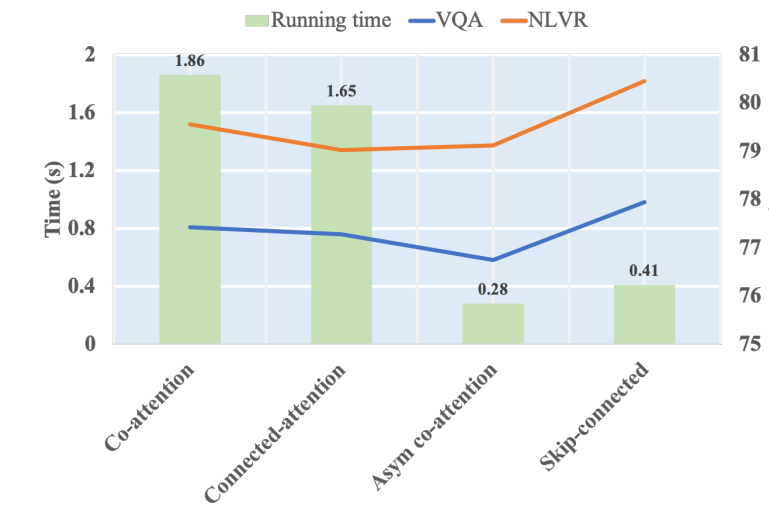 Running time VQA NLVR
2 81
1.86
1.65 80
1.6
79
1.2
Time (s)
78
0.8
77
0.41
0.28
0.4 76
0 75
Co-attention
Connected-attention
Asym co-attention
Skip-connected